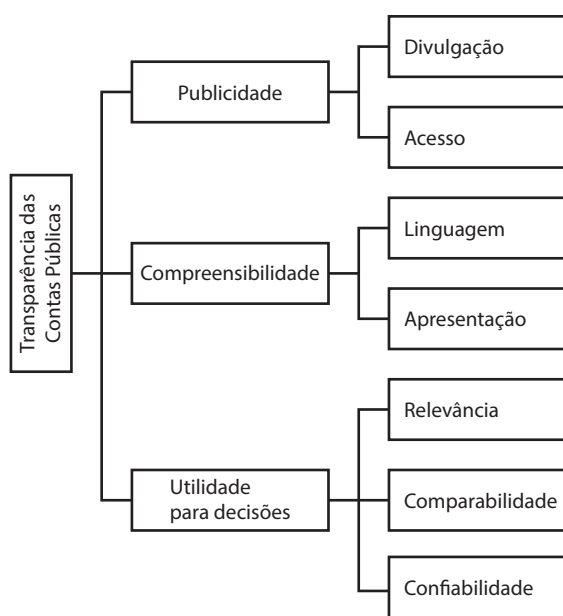 Transparência das
Contas Públicas
Publicidade
Divulgação
Acesso
Compreensibilidade
Linguagem
Apresentação
Utilidade
para decisões
Relevância
Comparabilidade
Confiabilidade